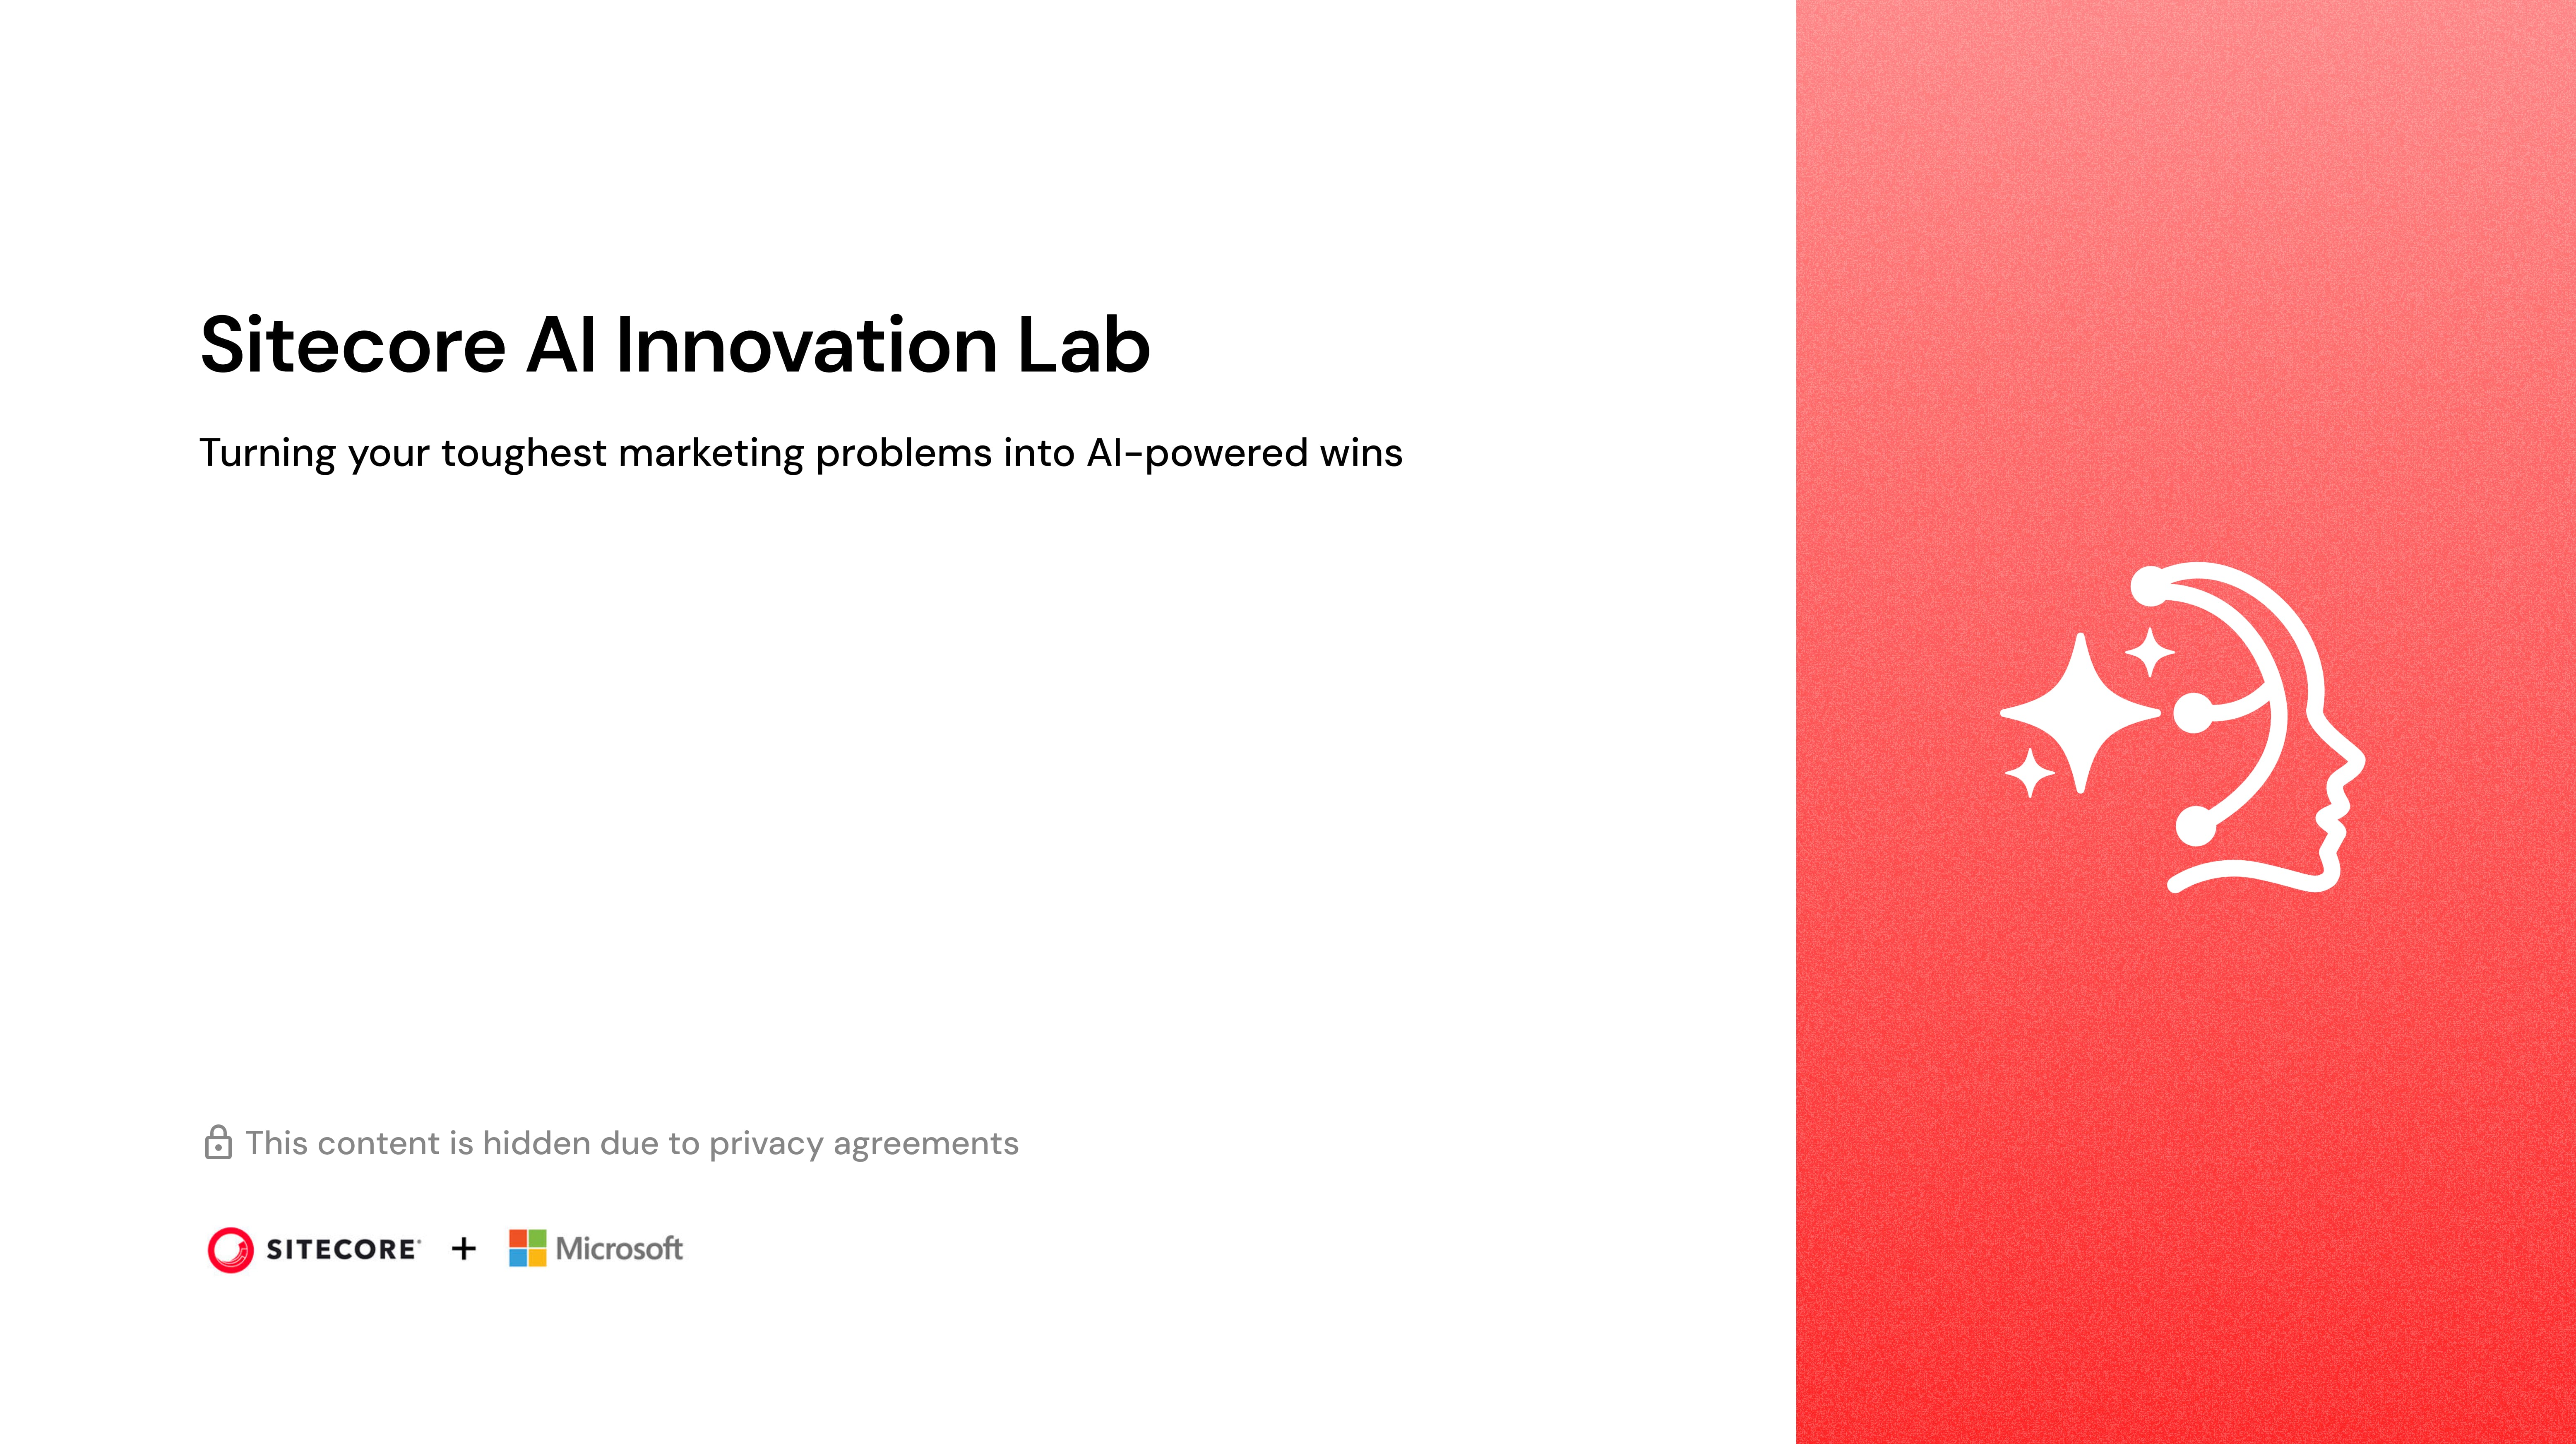 Sitecore AI Innovation Lab
Turning your toughest marketing problems into AI-powered wins
This content is hidden due to privacy agreements
SITECORE® + Microsoft